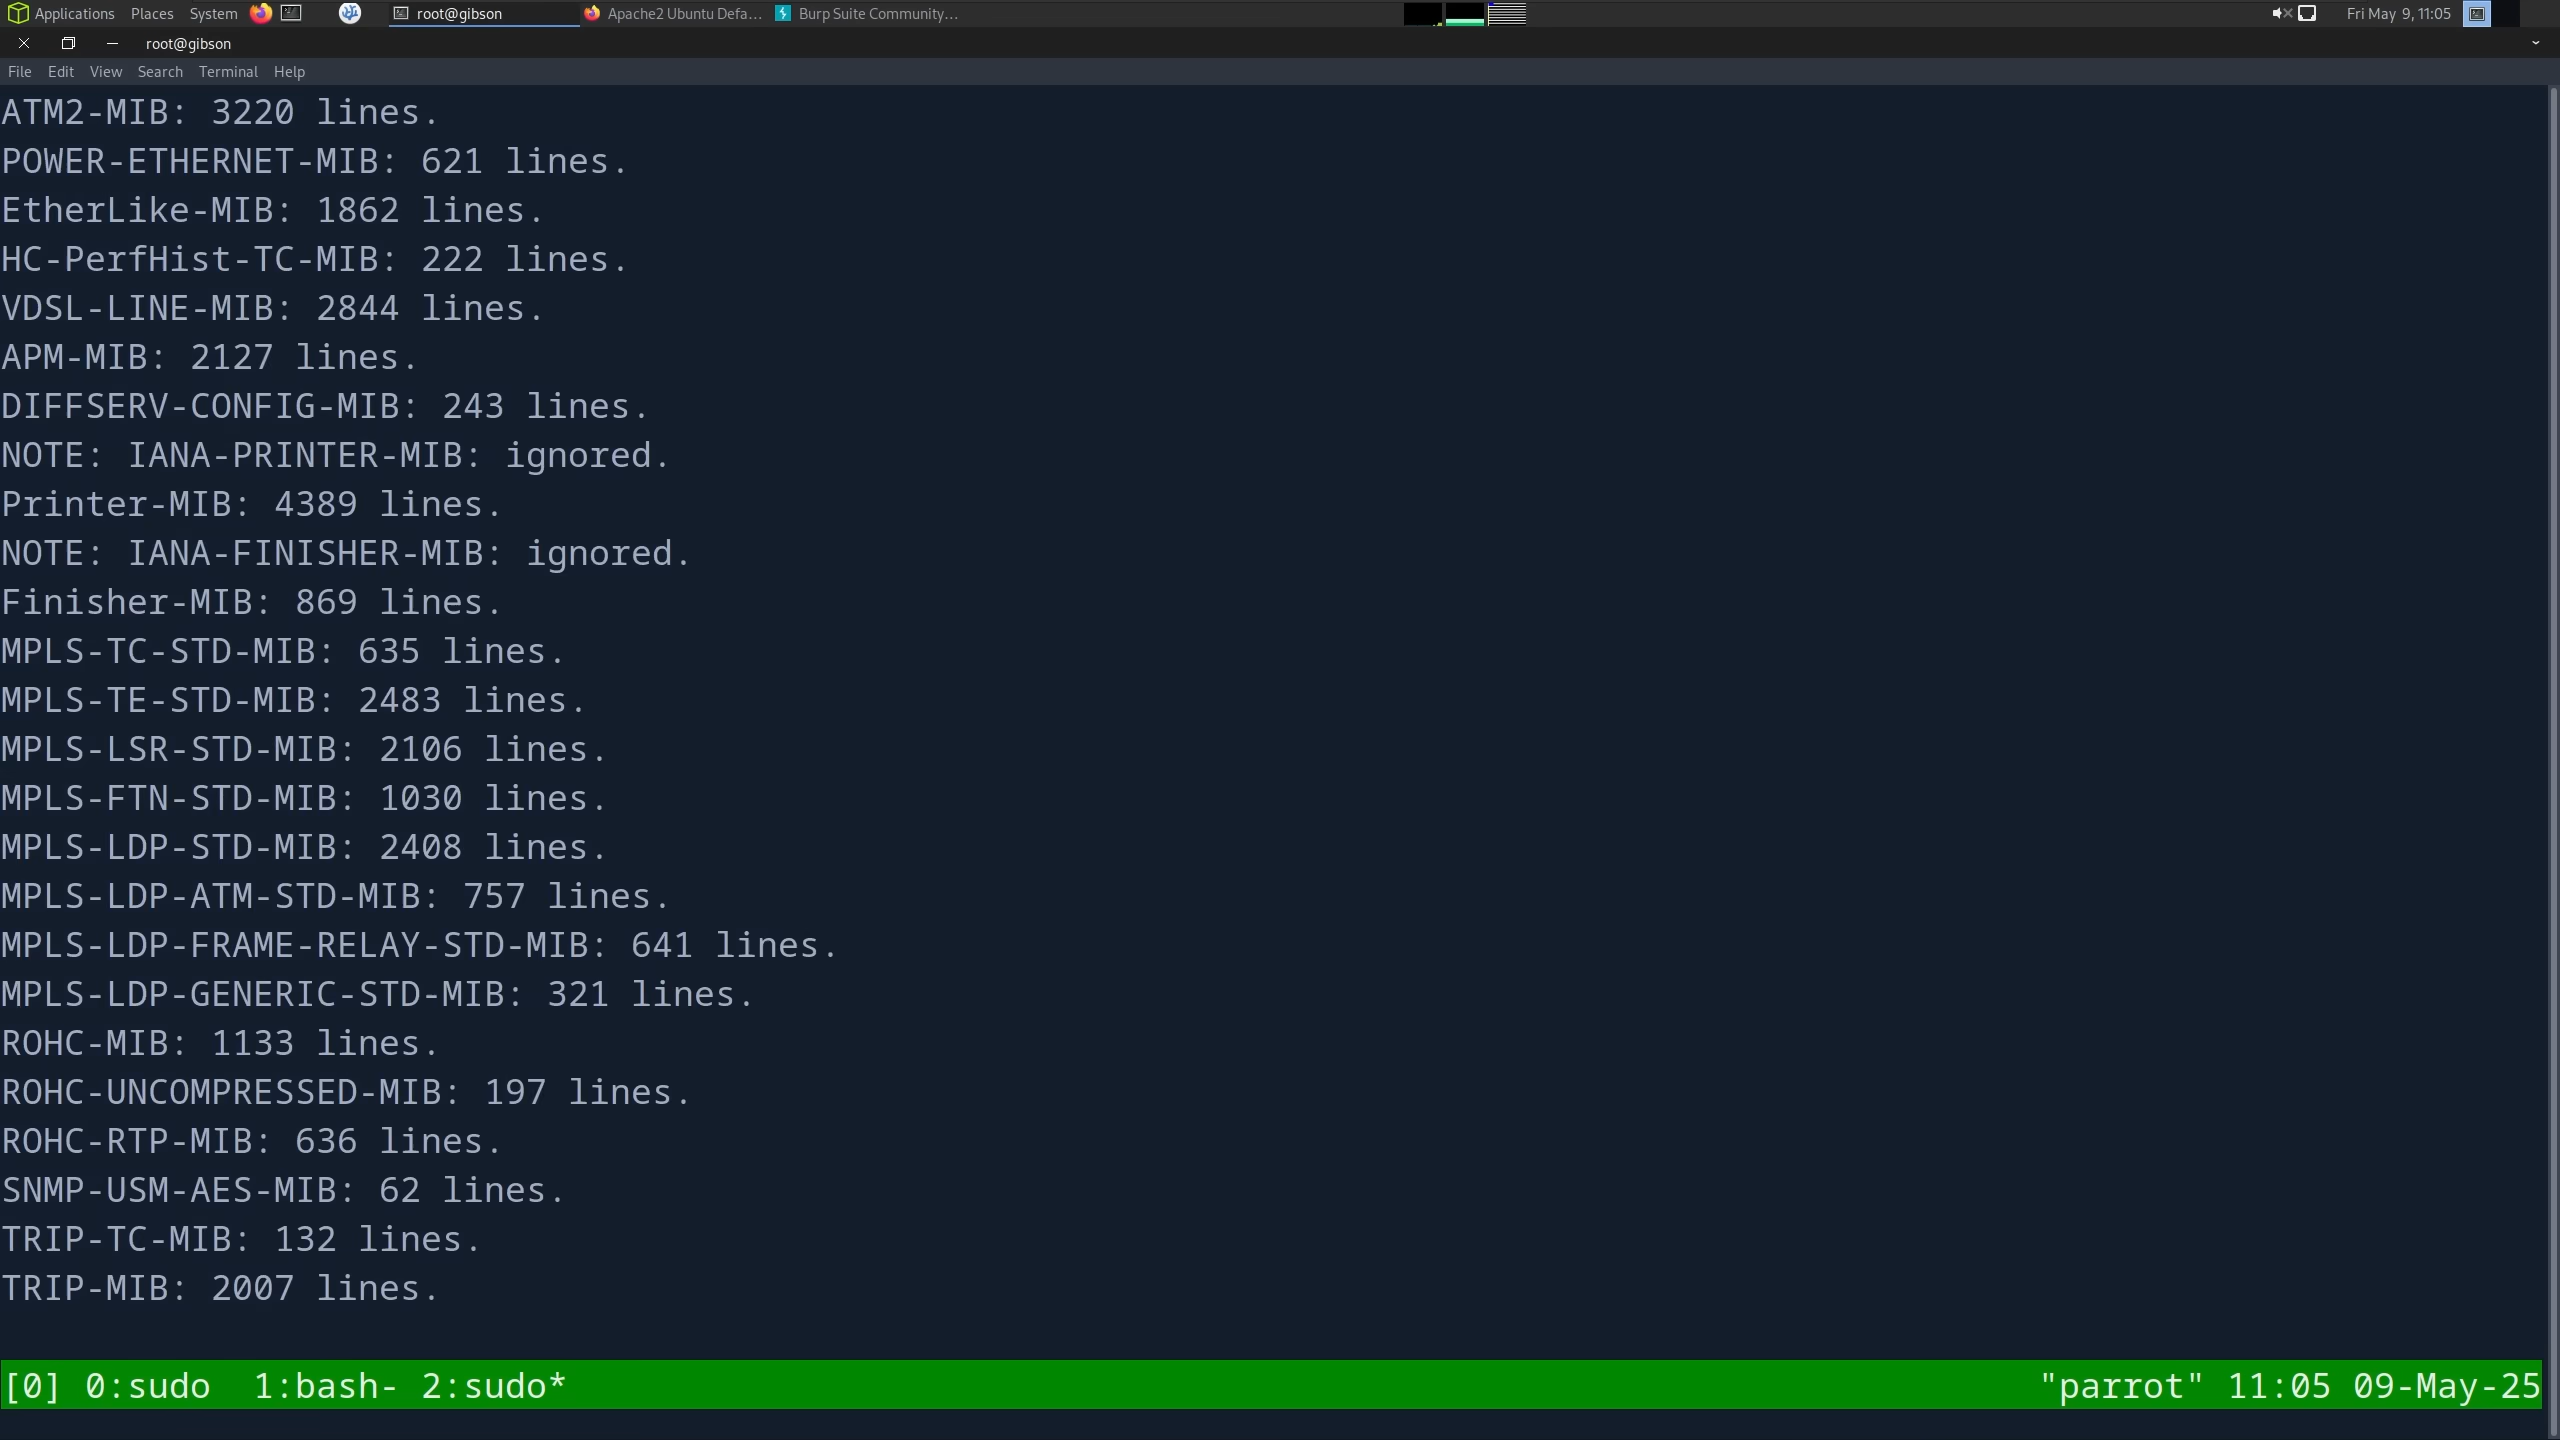 Applications Places System root@gibson Apache2 Ubuntu Defa... Burp Suite Community... Fri May 9, 11:05
root@gibson
File Edit View Search Terminal Help
ATM2-MIB: 3220 lines.
POWER-ETHERNET-MIB: 621 lines.
EtherLike-MIB: 1862 lines.
HC-PerfHist-TC-MIB: 222 lines.
VDSL-LINE-MIB: 2844 lines.
APM-MIB: 2127 lines.
DIFFSERV-CONFIG-MIB: 243 lines.
NOTE: IANA-PRINTER-MIB: ignored.
Printer-MIB: 4389 lines.
NOTE: IANA-FINISHER-MIB: ignored.
Finisher-MIB: 869 lines.
MPLS-TC-STD-MIB: 635 lines.
MPLS-TE-STD-MIB: 2483 lines.
MPLS-LSR-STD-MIB: 2106 lines.
MPLS-FTN-STD-MIB: 1030 lines.
MPLS-LDP-STD-MIB: 2408 lines.
MPLS-LDP-ATM-STD-MIB: 757 lines.
MPLS-LDP-FRAME-RELAY-STD-MIB: 641 lines.
MPLS-LDP-GENERIC-STD-MIB: 321 lines.
ROHC-MIB: 1133 lines.
ROHC-UNCOMPRESSED-MIB: 197 lines.
ROHC-RTP-MIB: 636 lines.
SNMP-USM-AES-MIB: 62 lines.
TRIP-TC-MIB: 132 lines.
TRIP-MIB: 2007 lines.
[0] 0:sudo  1:bash- 2:sudo* "parrot" 11:05 09-May-25